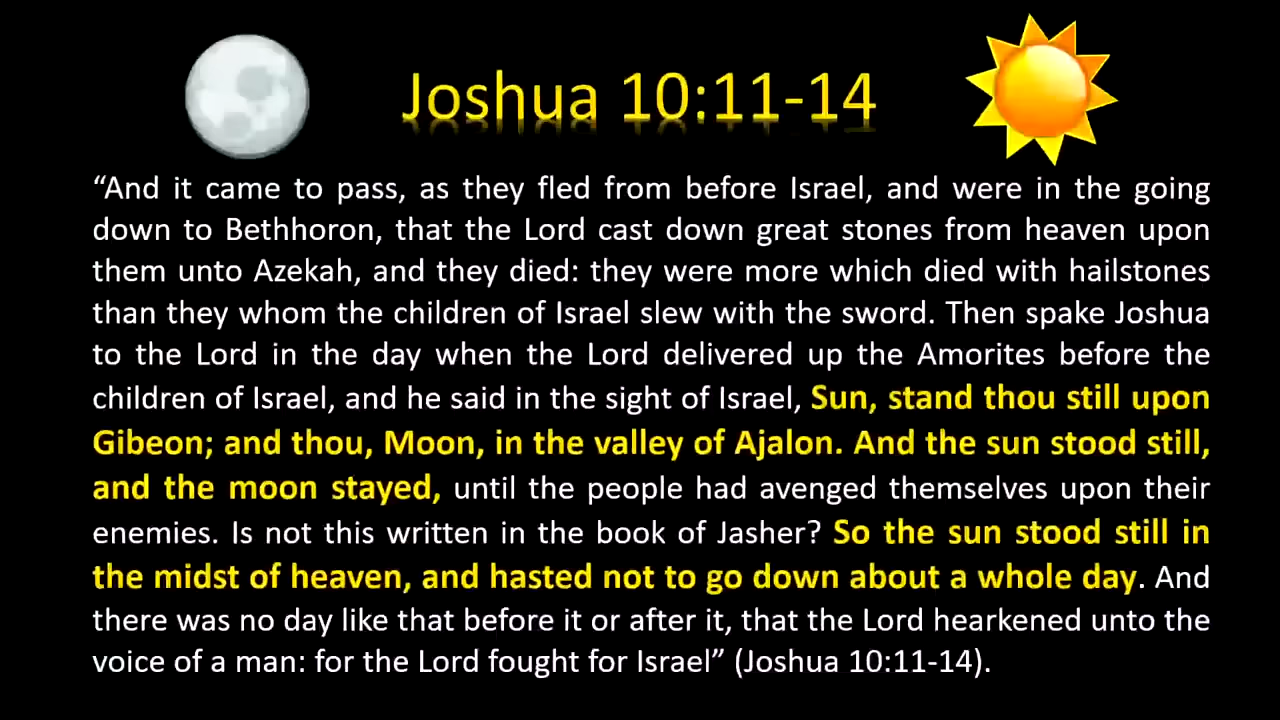 Joshua 10:11-14
“And it came to pass, as they fled from before Israel, and were in the going
down to Bethhoron, that the Lord cast down great stones from heaven upon
them unto Azekah, and they died: they were more which died with hailstones
than they whom the children of Israel slew with the sword. Then spake Joshua
to the Lord in the day when the Lord delivered up the Amorites before the
children of Israel, and he said in the sight of Israel, Sun, stand thou still upon
Gibeon; and thou, Moon, in the valley of Ajalon. And the sun stood still,
and the moon stayed, until the people had avenged themselves upon their
enemies. Is not this written in the book of Jasher? So the sun stood still in
the midst of heaven, and hasted not to go down about a whole day. And
there was no day like that before it or after it, that the Lord hearkened unto the
voice of a man: for the Lord fought for Israel” (Joshua 10:11-14).